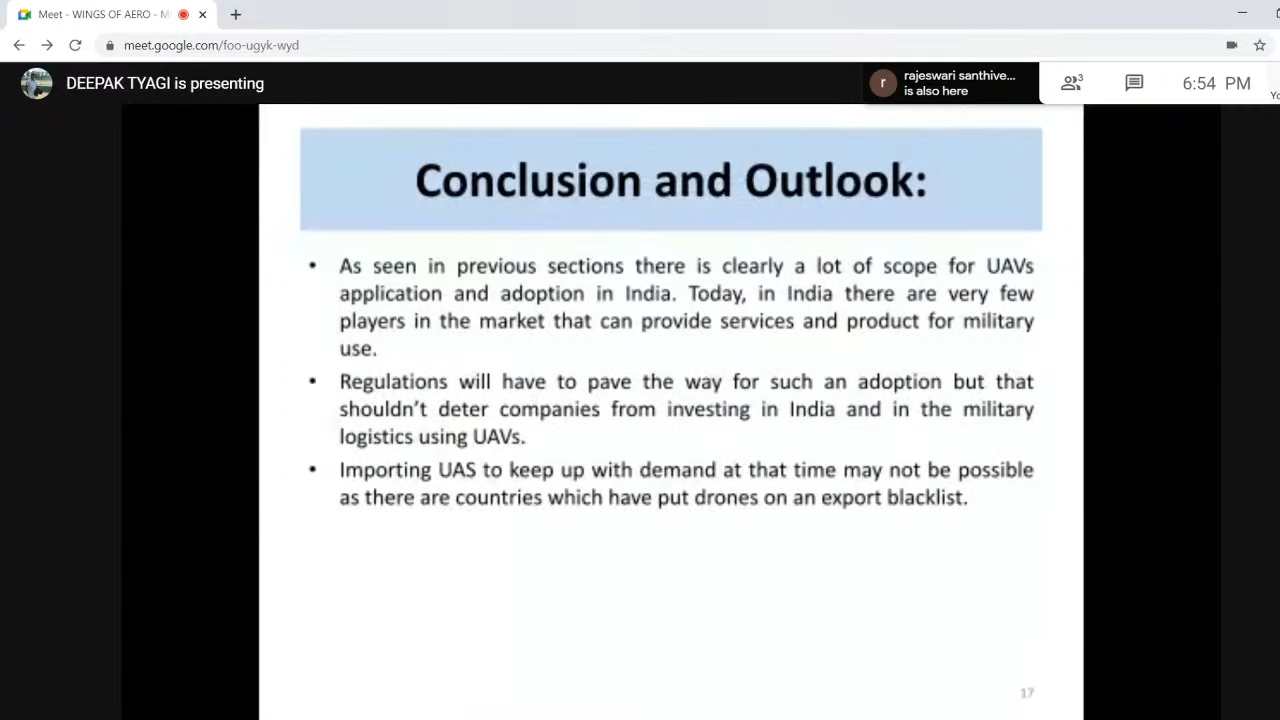 Meet - WINGS OF AERO - M
meet.google.com/foo-ugyk-wyd
DEEPAK TYAGI is presenting
r
rajeswari santhive...
is also here
3
6:54 PM
Conclusion and Outlook:
• As seen in previous sections there is clearly a lot of scope for UAVs
application and adoption in India. Today, in India there are very few
players in the market that can provide services and product for military
use.
• Regulations will have to pave the way for such an adoption but that
shouldn't deter companies from investing in India and in the military
logistics using UAVs.
• Importing UAS to keep up with demand at that time may not be possible
as there are countries which have put drones on an export blacklist.
17